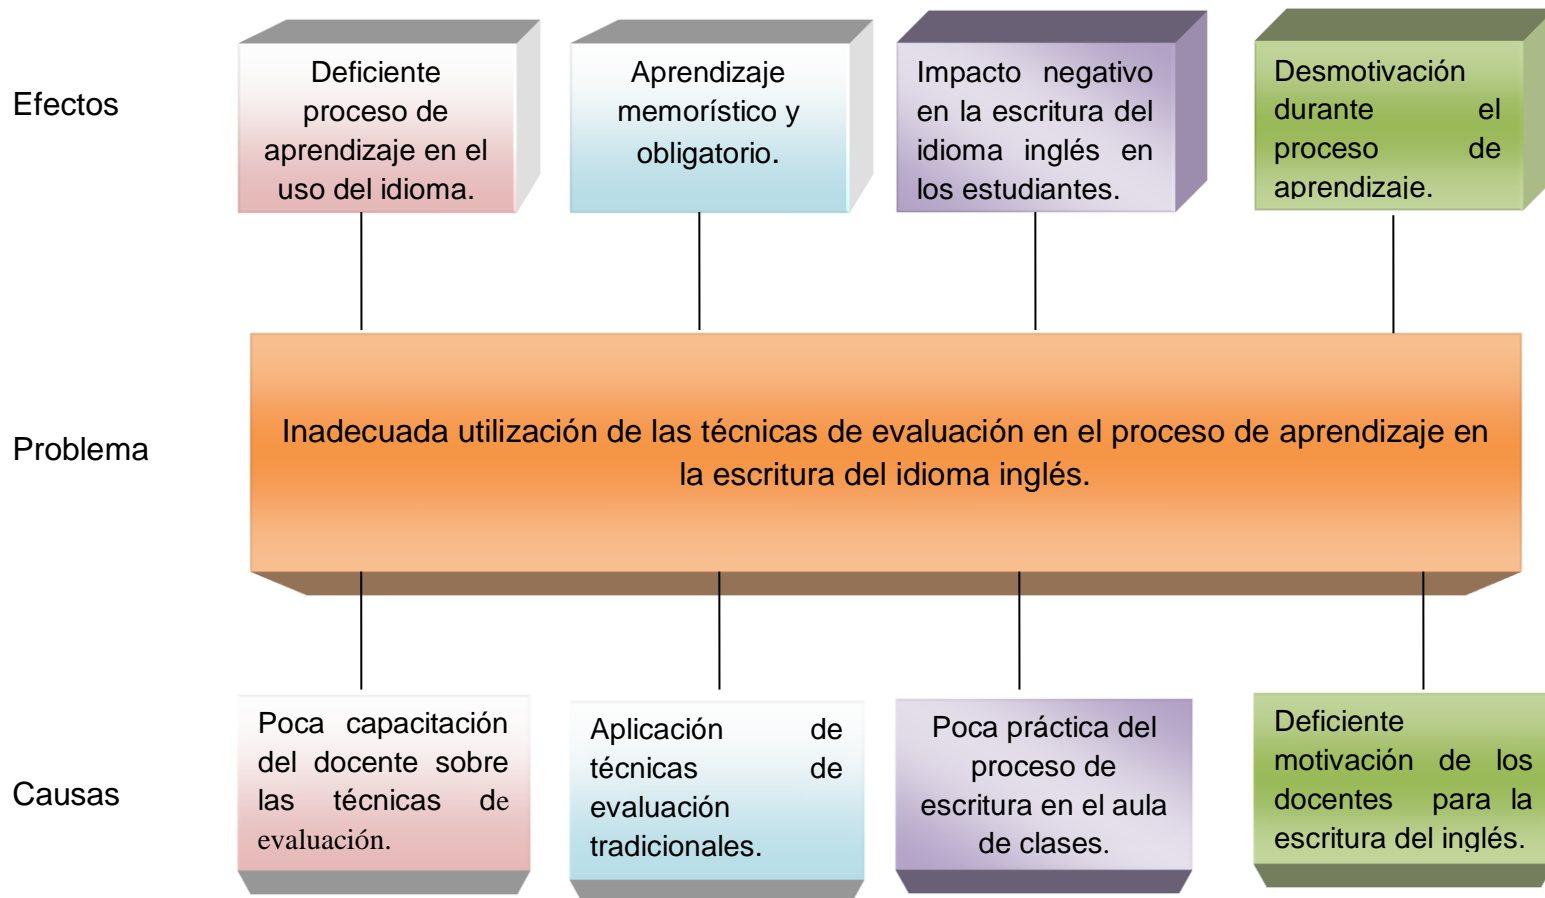 Efectos
Deficiente
proceso de
aprendizaje en el
uso del idioma.
Aprendizaje
memorístico y
obligatorio.
Impacto negativo
en la escritura del
idioma inglés en
los estudiantes.
Desmotivación
durante el
proceso de
aprendizaje.
Problema
Inadecuada utilización de las técnicas de evaluación en el proceso de aprendizaje en
la escritura del idioma inglés.
Causas
Poca capacitación
del docente sobre
las técnicas de
evaluación.
Aplicación de
técnicas de
evaluación
tradicionales.
Poca práctica del
proceso de
escritura en el aula
de clases.
Deficiente
motivación de los
docentes para la
escritura del inglés.